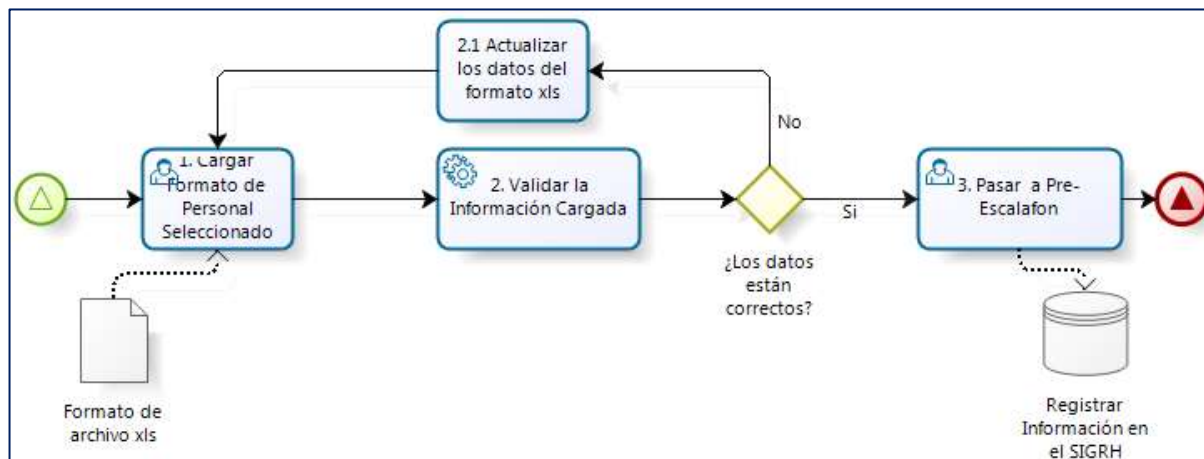 2.1 Actualizar
los datos del
formato xls
No
1. Cargar
Formato de
Personal
Seleccionado
2. Validar la
Información Cargada
Si
3. Pasar a Pre-
Escalafon
¿Los datos
están
correctos?
Formato de
archivo xls
Registrar
Información en
el SIGRH